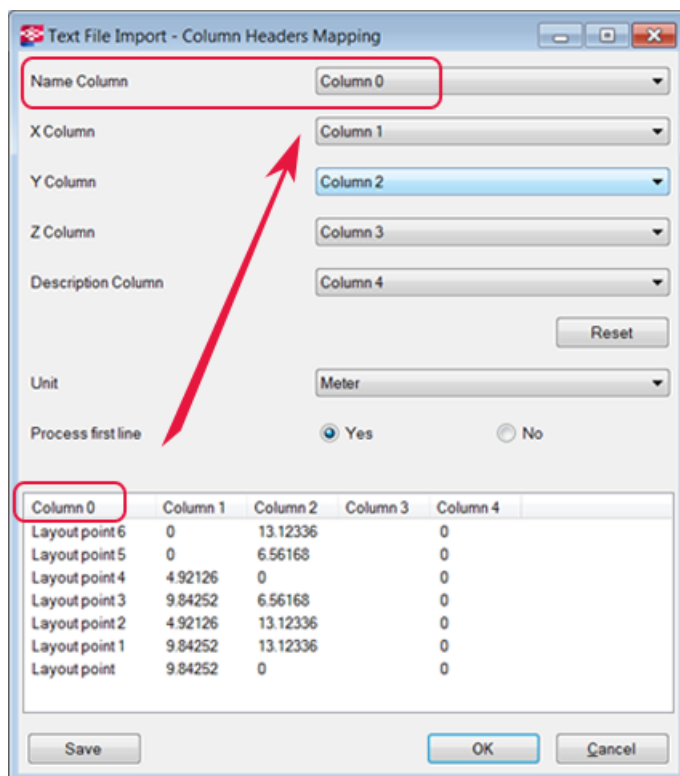 Text File Import - Column Headers Mapping
Name Column Column 0
X Column Column 1
Y Column Column 2
Z Column Column 3
Description Column Column 4
Reset
Unit Meter
Process first line Yes No
Column 0 Column 1 Column 2 Column 3 Column 4
Layout point 6 0 13.12336 0
Layout point 5 0 6.56168 0
Layout point 4 4.92126 0 0
Layout point 3 9.84252 6.56168 0
Layout point 2 4.92126 13.12336 0
Layout point 1 9.84252 13.12336 0
Layout point 9.84252 0 0
Save OK Cancel